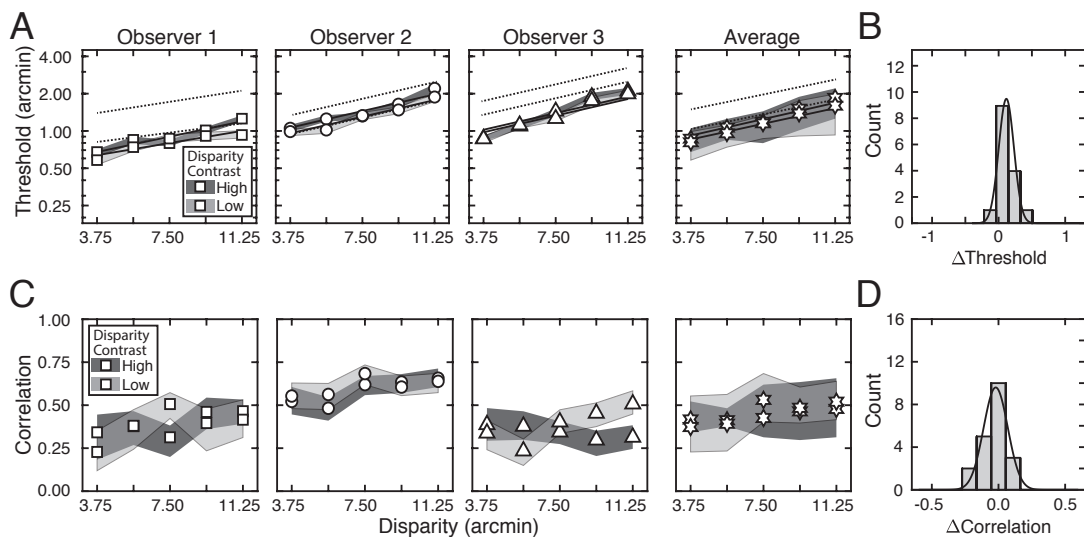 A
Observer 1
Observer 2
Observer 3
Average
B
Threshold (arcmin)
4.00
2.00
1.00
0.50
0.25
Disparity
Contrast
High
Low
3.75 7.50 11.25
3.75 7.50 11.25
3.75 7.50 11.25
3.75 7.50 11.25
Count
12
10
8
6
4
2
0
-1 0 1
ΔThreshold
C
D
Correlation
1.00
0.75
0.50
0.25
0.00
Disparity
Contrast
High
Low
3.75 7.50 11.25
3.75 7.50 11.25
3.75 7.50 11.25
3.75 7.50 11.25
Disparity (arcmin)
Count
16
12
8
4
0
-0.5 0.0 0.5
ΔCorrelation